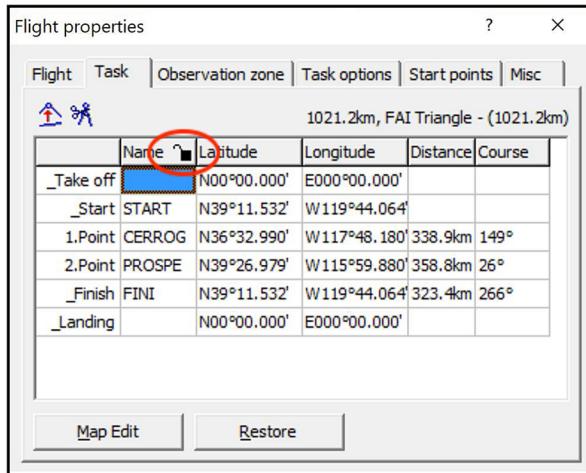 Flight properties ? ×
Flight Task Observation zone Task options Start points Misc
1021.2km, FAI Triangle - (1021.2km)
Name Latitude Longitude Distance Course
_Take off N00°00.000' E000°00.000'
_Start START N39°11.532' W119°44.064'
1.Point CERROG N36°32.990' W117°48.180' 338.9km 149°
2.Point PROSPE N39°26.979' W115°59.880' 358.8km 26°
_Finish FINI N39°11.532' W119°44.064' 323.4km 266°
_Landing N00°00.000' E000°00.000'
Map Edit Restore